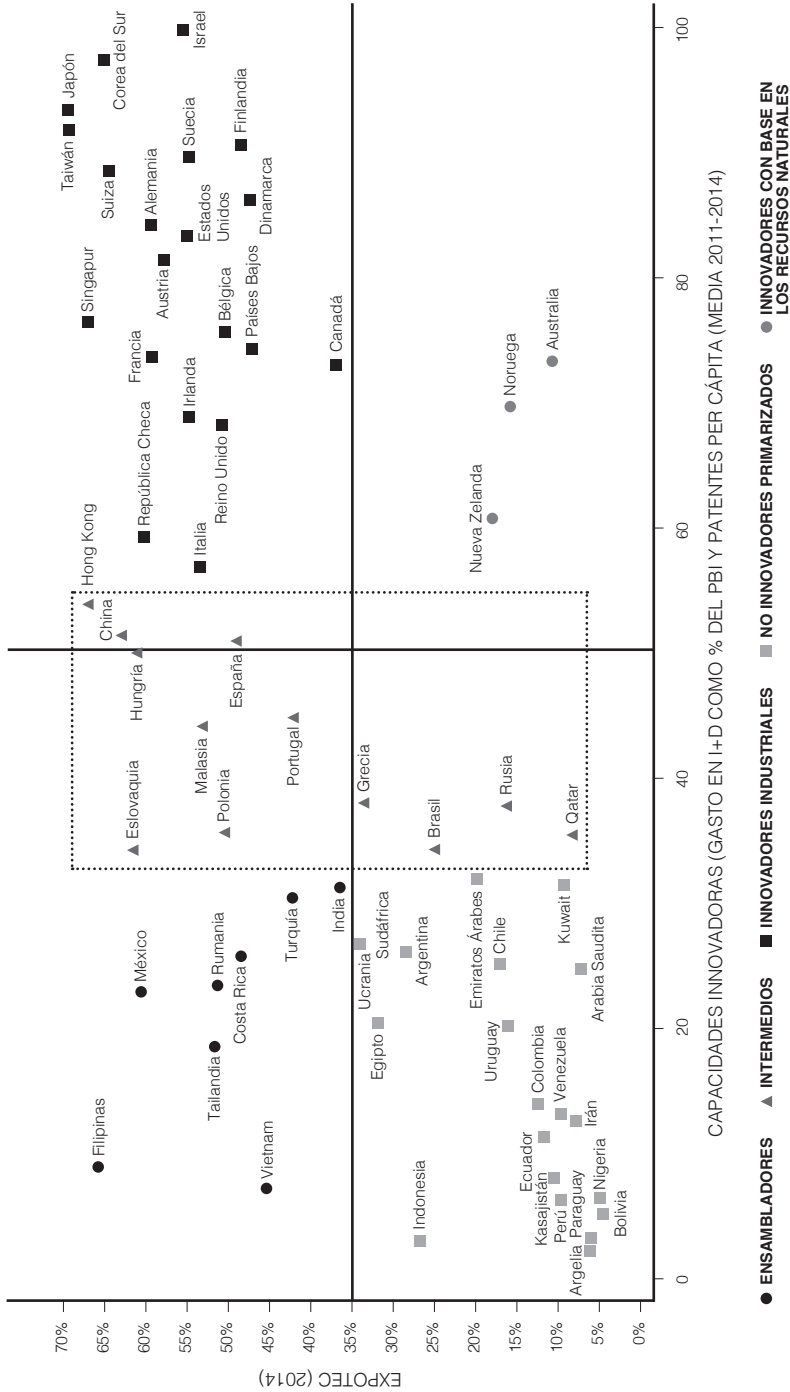 EXPOTEC (2014)
70%
65%
60%
55%
50%
45%
40%
35%
30%
25%
20%
15%
10%
5%
0%
Filipinas
México
Tailandia
Rumania
Costa Rica
Vietnam
Turquía
India
Eslovaquia
Hungría
China
Hong Kong
Malasia
Polonia
España
Portugal
Grecia
Brasil
Rusia
Qatar
República Checa
Italia
Francia
Irlanda
Reino Unido
Singapur
Austria
Bélgica
Países Bajos
Canadá
Taiwán
Japón
Suiza
Corea del Sur
Alemania
Estados
Unidos
Suecia
Israel
Finlandia
Dinamarca
Ucrania
Sudáfrica
Egipto
Argentina
Indonesia
Emiratos Árabes
Chile
Uruguay
Kuwait
Arabia Saudita
Colombia
Venezuela
Ecuador
Irán
Kasajistán
Perú
Paraguay
Argelia
Nigeria
Bolivia
Nueva Zelanda
Noruega
Australia
0
20
40
60
80
100
CAPACIDADES INNOVADORAS (GASTO EN I+D COMO % DEL PBI Y PATENTES PER CÁPITA (MEDIA 2011-2014)
ENSAMBLADORES
INTERMEDIOS
INNOVADORES INDUSTRIALES
NO INNOVADORES PRIMARIZADOS
INNOVADORES CON BASE EN
LOS RECURSOS NATURALES